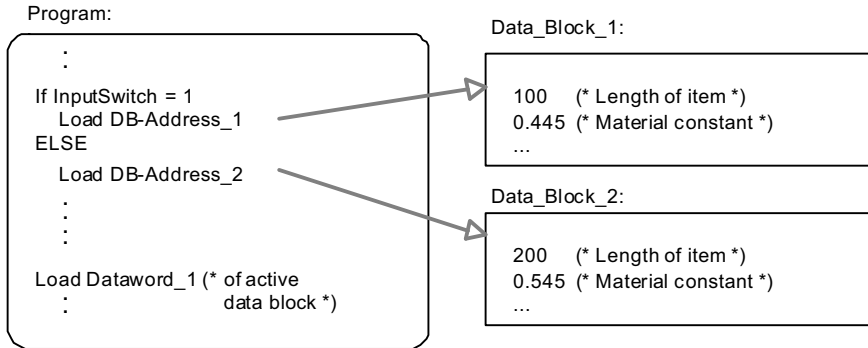 Program:
:
If InputSwitch = 1
Load DB-Address_1
ELSE
Load DB-Address_2
:
:
Load Dataword_1 (* of active
: data block *)
Data_Block_1:
100 (* Length of item *)
0.445 (* Material constant *)
...
Data_Block_2:
200 (* Length of item *)
0.545 (* Material constant *)
...